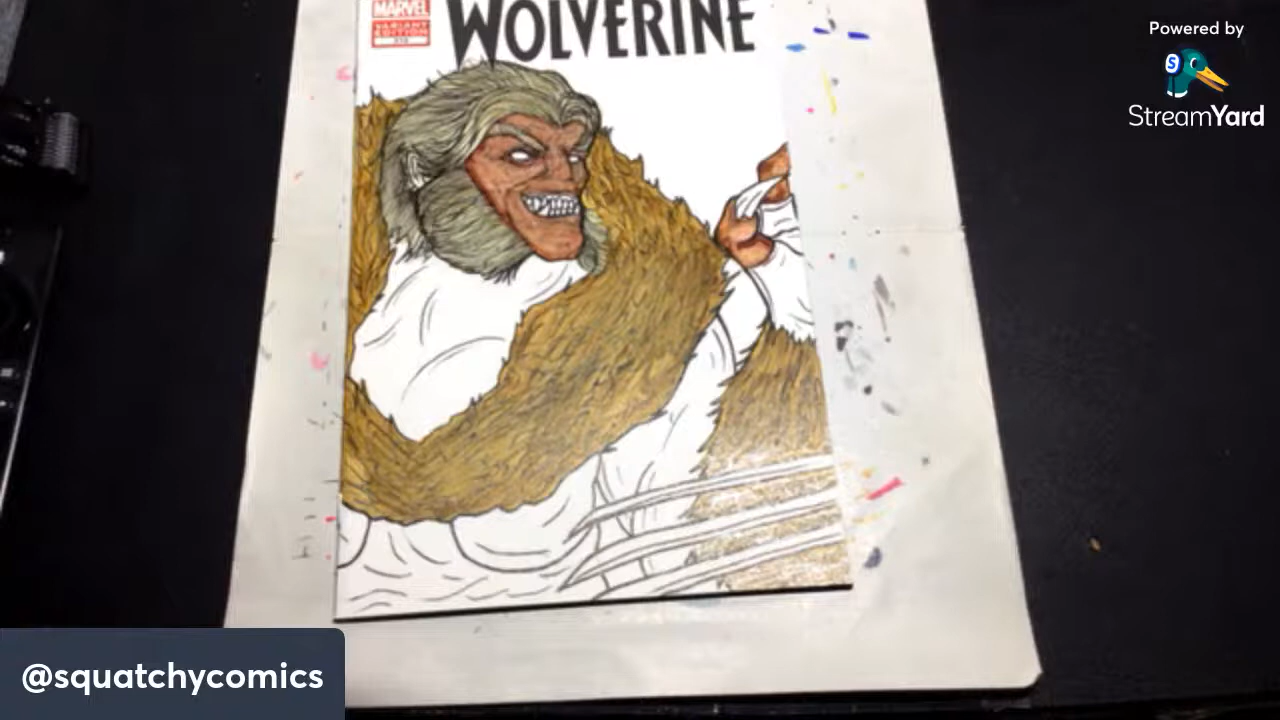 MARVEL
VARIANT
EDITION
WOLVERINE
Powered by
StreamYard
@squatchycomics